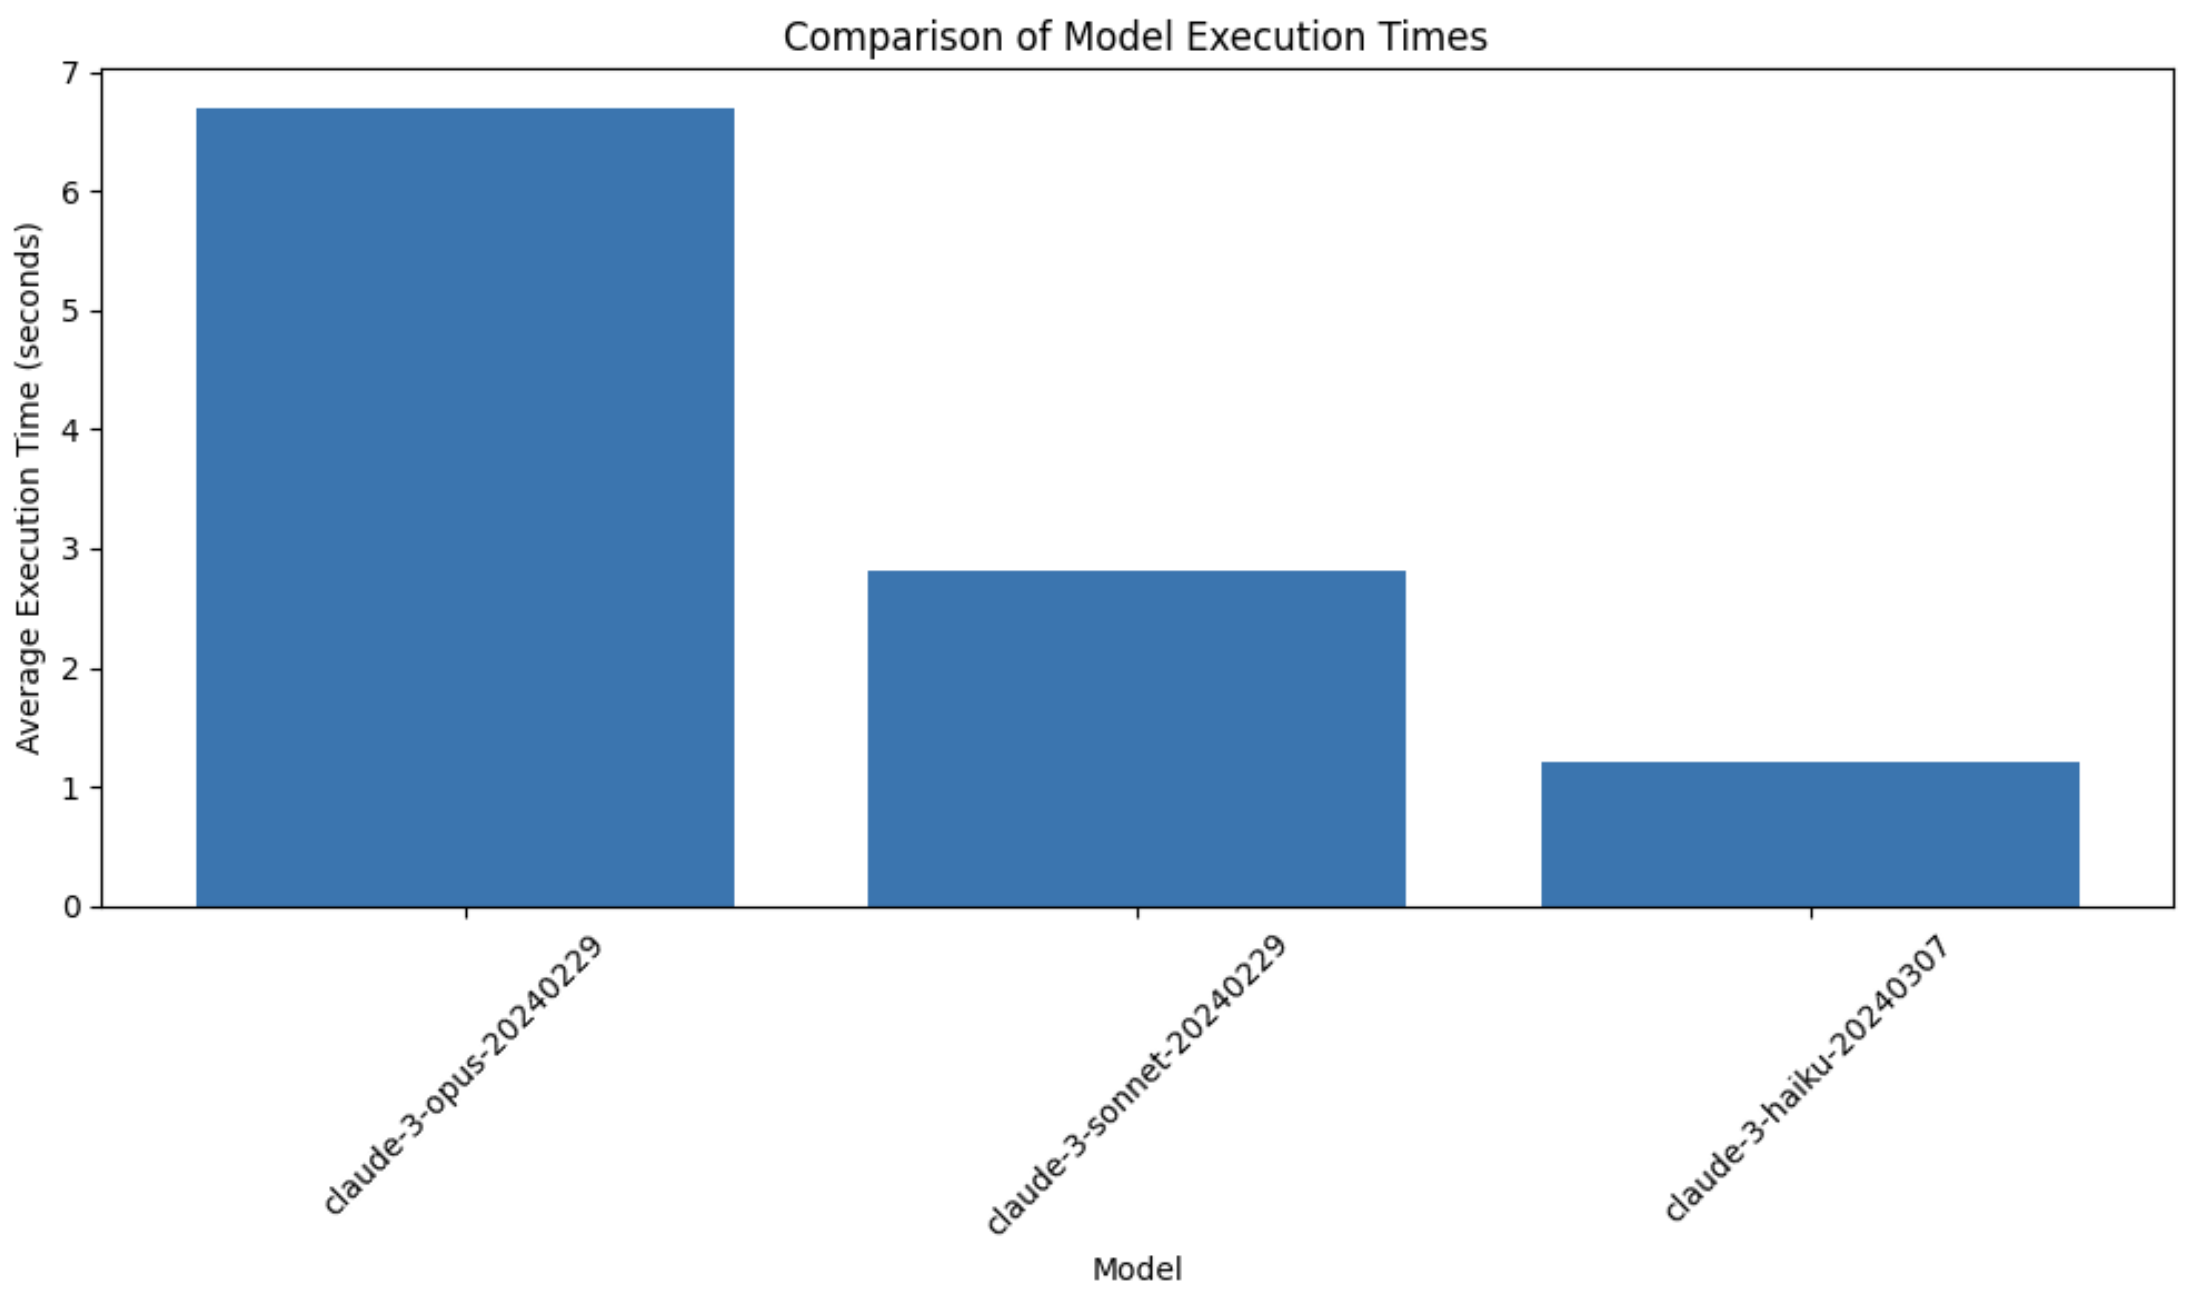 Comparison of Model Execution Times
Average Execution Time (seconds)
7
6
5
4
3
2
1
0
claude-3-opus-20240229
claude-3-sonnet-20240229
claude-3-haiku-20240307
Model